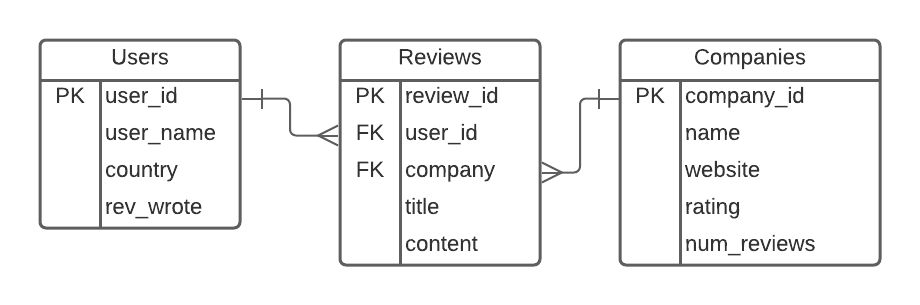 Users
PK user_id
user_name
country
rev_wrote
Reviews
PK review_id
FK user_id
FK company
title
content
Companies
PK company_id
name
website
rating
num_reviews